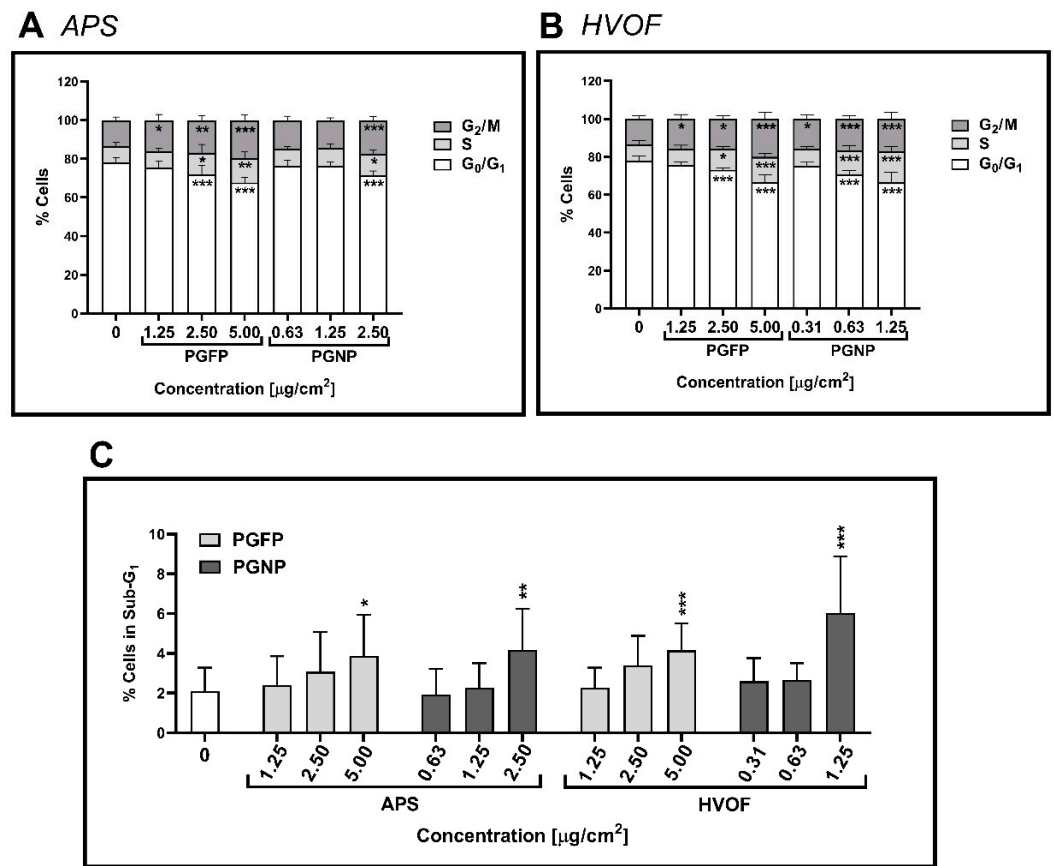 A APS
120
100
80
60
40
20
0
% Cells
* ** *** ***
* ** *
*** *** ***
G₂/M
S
G₀/G₁
0 1.25 2.50 5.00 0.63 1.25 2.50
PGFP PGNP
Concentration [µg/cm²]
B HVOF
120
100
80
60
40
20
0
% Cells
* * *** * *** ***
* *** *** ***
*** *** *** ***
G₂/M
S
G₀/G₁
0 1.25 2.50 5.00 0.31 0.63 1.25
PGFP PGNP
Concentration [µg/cm²]
C
10
8
6
4
2
0
% Cells in Sub-G₁
PGFP
PGNP
* ** *** ***
0 1.25 2.50 5.00 0.63 1.25 2.50 1.25 2.50 5.00 0.31 0.63 1.25
APS HVOF
Concentration [µg/cm²]